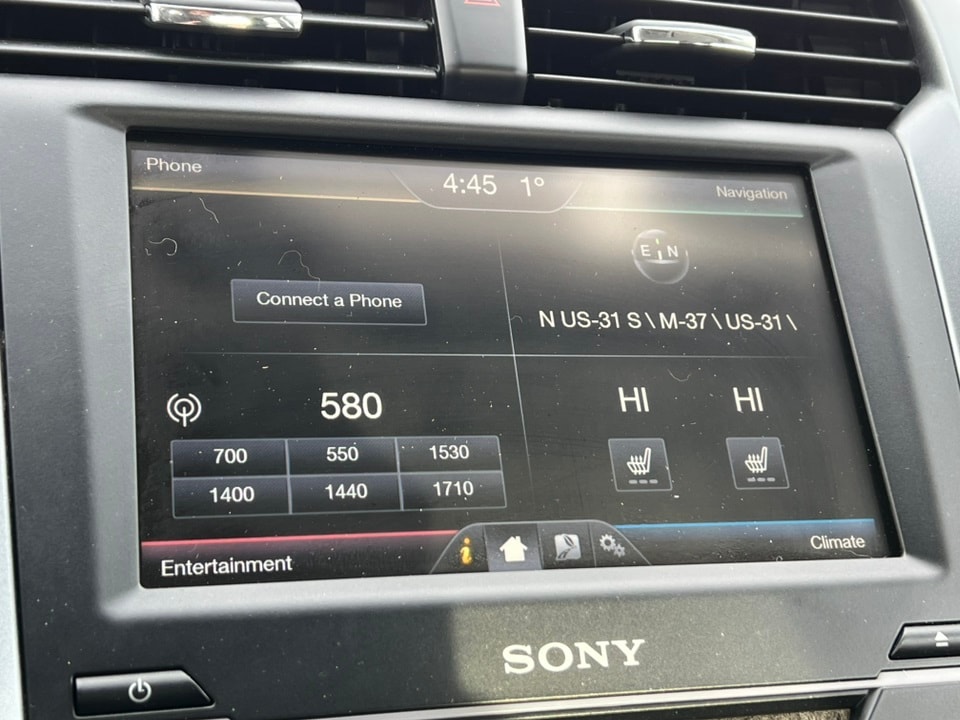 Phone
4:45 1°
Navigation
E N
Connect a Phone
N US-31 S \ M-37 \ US-31 \
580
HI HI
700 550 1530
1400 1440 1710
i
Entertainment
Climate
SONY